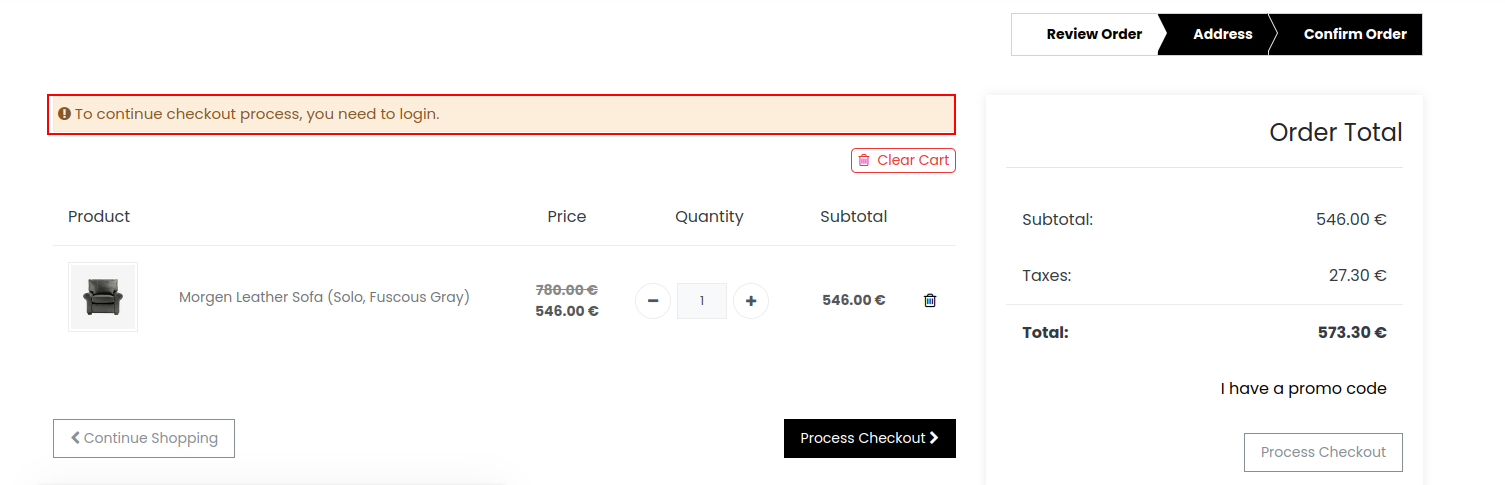 Review Order
Address
Confirm Order
To continue checkout process, you need to login.
Clear Cart
Product
Price
Quantity
Subtotal
Morgen Leather Sofa (Solo, Fuscous Gray)
780.00 €
546.00 €
1
546.00 €
Continue Shopping
Process Checkout
Order Total
Subtotal:
546.00 €
Taxes:
27.30 €
Total:
573.30 €
I have a promo code
Process Checkout